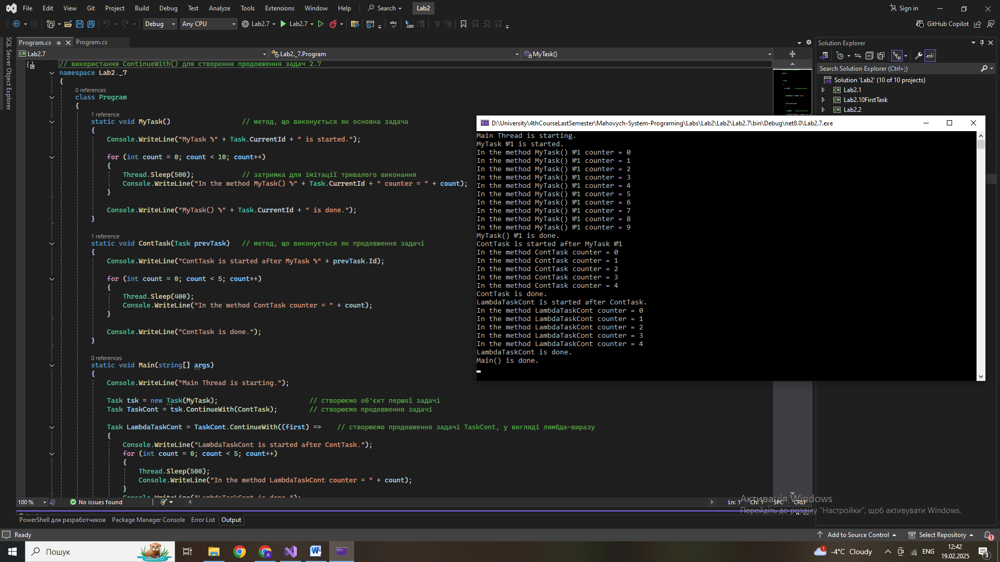 File Edit View Git Project Build Debug Test Analyze Tools Extensions Window Help Search Lab2 Sign in
Debug Any CPU Lab2.7 Lab2.7 GitHub Copilot
SQL Server Object Explorer
Program.cs Program.cs
Lab2.7 Lab2._7.Program MyTask()
// використання ContinueWith() для створення продовження задач 2.7
namespace Lab2._7
{
0 references
class Program
{
1 reference
static void MyTask() // метод, що виконується як основна задача
{
Console.WriteLine("MyTask №" + Task.CurrentId + " is started.");
for (int count = 0; count < 10; count++)
{
Thread.Sleep(500); // затримка для імітації тривалого виконання
Console.WriteLine("In the method MyTask() №" + Task.CurrentId + " counter = " + count);
}
Console.WriteLine("MyTask() №" + Task.CurrentId + " is done.");
}
1 reference
static void ContTask(Task prevTask) // метод, що виконується як продовження задачі
{
Console.WriteLine("ContTask is started after MyTask №" + prevTask.Id);
for (int count = 0; count < 5; count++)
{
Thread.Sleep(400);
Console.WriteLine("In the method ContTask counter = " + count);
}
Console.WriteLine("ContTask is done.");
}
0 references
static void Main(string[] args)
{
Console.WriteLine("Main Thread is starting.");
Task tsk = new Task(MyTask); // створюємо об'єкт першої задачі
Task TaskCont = tsk.ContinueWith(ContTask); // створюємо продовження задачі
Task LambdaTaskCont = TaskCont.ContinueWith((first) => // створюємо продовження задачі TaskCont, у вигляді лямбда-виразу
{
Console.WriteLine("LambdaTaskCont is started after ContTask.");
for (int count = 0; count < 5; count++)
{
Thread.Sleep(500);
Console.WriteLine("In the method LambdaTaskCont counter = " + count);
}
Console.WriteLine("LambdaTaskCont is done.");
D:\University\4thCourseLastSemester\Mahovych-System-Programing\Labs\Lab2\Lab2\Lab2.7\bin\Debug\net8.0\Lab2.7.exe
Main Thread is starting.
MyTask №1 is started.
In the method MyTask() №1 counter = 0
In the method MyTask() №1 counter = 1
In the method MyTask() №1 counter = 2
In the method MyTask() №1 counter = 3
In the method MyTask() №1 counter = 4
In the method MyTask() №1 counter = 5
In the method MyTask() №1 counter = 6
In the method MyTask() №1 counter = 7
In the method MyTask() №1 counter = 8
In the method MyTask() №1 counter = 9
MyTask() №1 is done.
ContTask is started after MyTask №1
In the method ContTask counter = 0
In the method ContTask counter = 1
In the method ContTask counter = 2
In the method ContTask counter = 3
In the method ContTask counter = 4
ContTask is done.
LambdaTaskCont is started after ContTask.
In the method LambdaTaskCont counter = 0
In the method LambdaTaskCont counter = 1
In the method LambdaTaskCont counter = 2
In the method LambdaTaskCont counter = 3
In the method LambdaTaskCont counter = 4
LambdaTaskCont is done.
Main() is done.
Solution Explorer
Search Solution Explorer (Ctrl+;)
Solution 'Lab2' (10 of 10 projects)
Lab2.1
Lab2.10FirstTask
Lab2.2
100 % No issues found Ln: 1 Ch: 1 SPC CRLF
Активація Windows
Перейдіть до розділу "Настройки", щоб активувати Windows.
PowerShell для разработчиков Package Manager Console Error List Output
Ready Add to Source Control Select Repository 1
Пошук 1 -4°C Cloudy ENG 12:42 3
19.02.2025